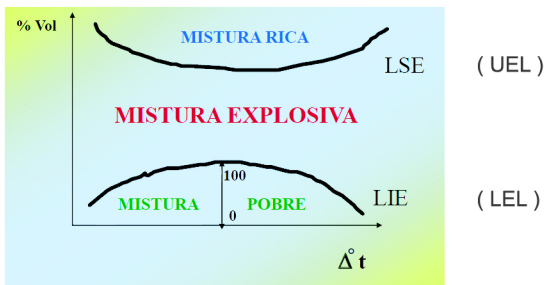 % Vol
MISTURA RICA
LSE
( UEL )
MISTURA EXPLOSIVA
100
MISTURA
POBRE
LIE
( LEL )
0
Δ° t